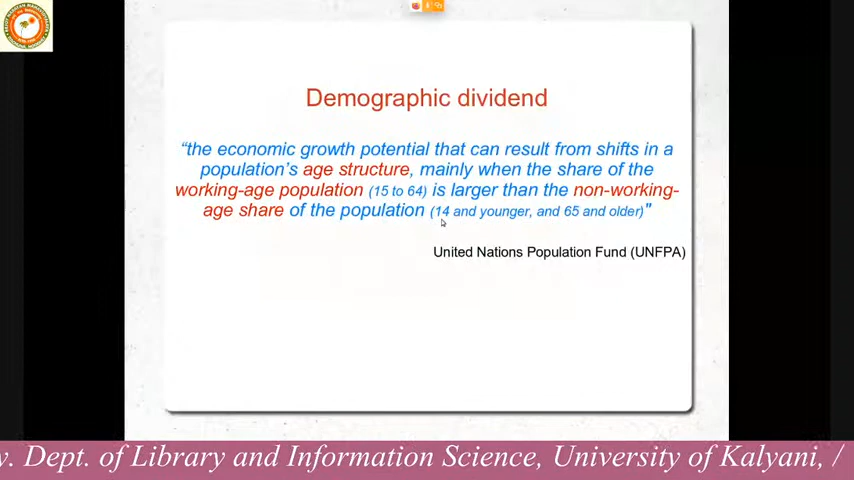 Demographic dividend
“the economic growth potential that can result from shifts in a
population’s age structure, mainly when the share of the
working-age population (15 to 64) is larger than the non-working-
age share of the population (14 and younger, and 65 and older)”
United Nations Population Fund (UNFPA)
. Dept. of Library and Information Science, University of Kalyani, /